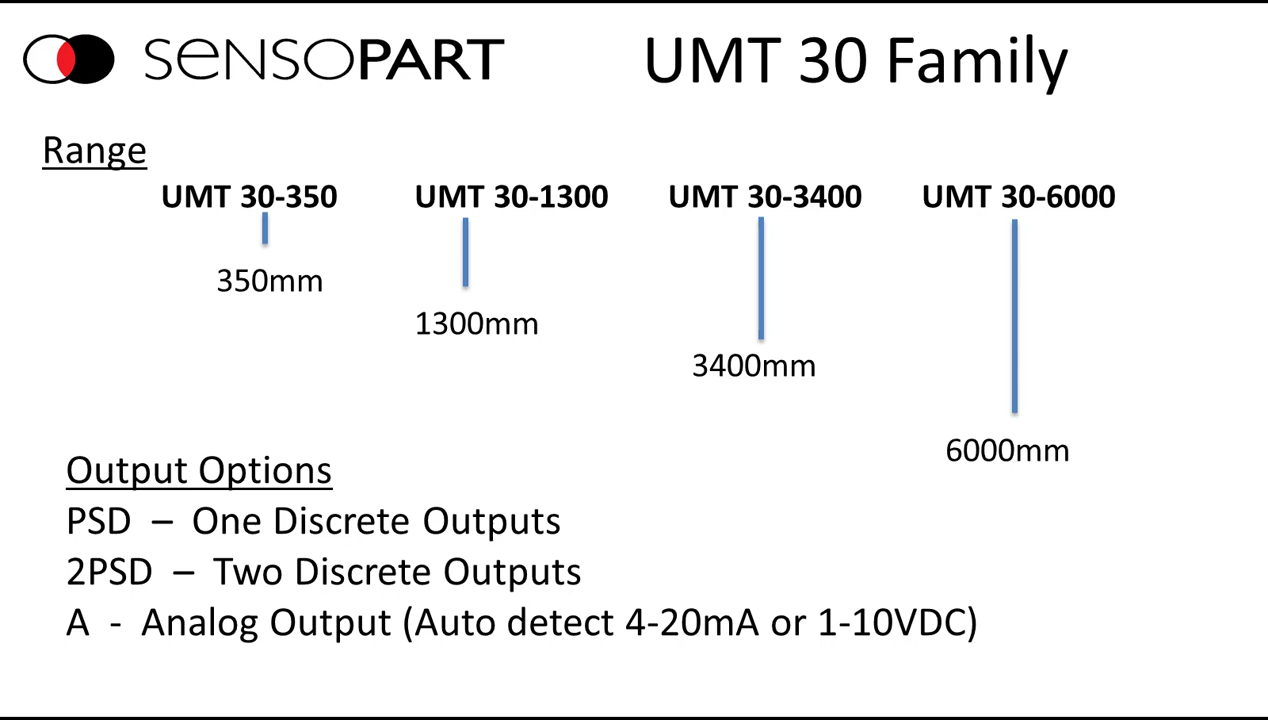 SENSOPART
UMT 30 Family
Range
UMT 30-350 UMT 30-1300 UMT 30-3400 UMT 30-6000
350mm
1300mm
3400mm
6000mm
Output Options
PSD – One Discrete Outputs
2PSD – Two Discrete Outputs
A - Analog Output (Auto detect 4-20mA or 1-10VDC)